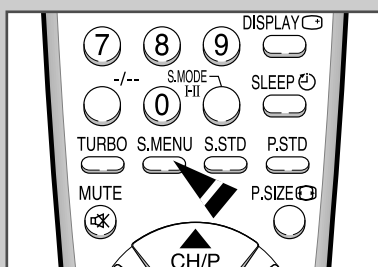 DISPLAY
7 8 9
-/-- S.MODE SLEEP
I-II
0
TURBO S.MENU S.STD P.STD
MUTE P.SIZE
CH/P